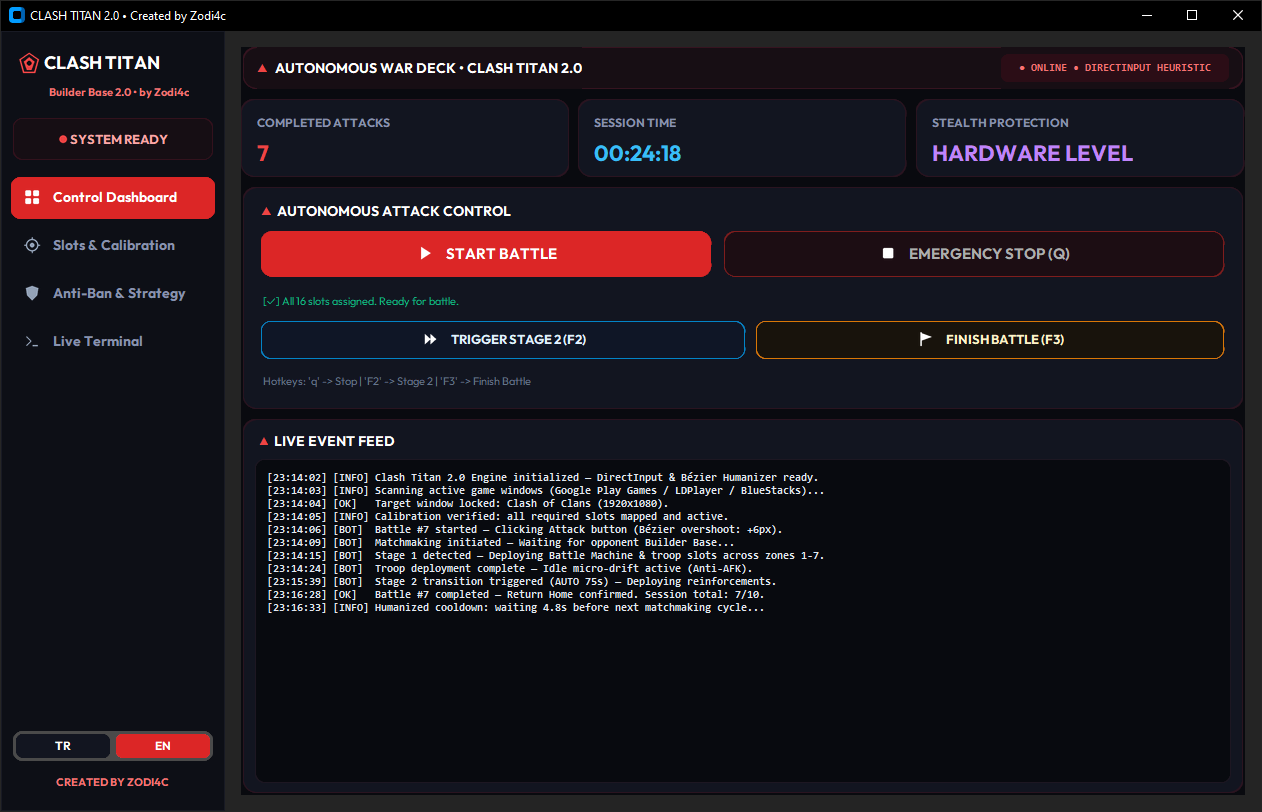 CLASH TITAN 2.0 • Created by Zodi4c
CLASH TITAN
Builder Base 2.0 • by Zodi4c
● SYSTEM READY
Control Dashboard
Slots & Calibration
Anti-Ban & Strategy
Live Terminal
TR
EN
CREATED BY ZODI4C
▲ AUTONOMOUS WAR DECK • CLASH TITAN 2.0
● ONLINE ● DIRECTINPUT HEURISTIC
COMPLETED ATTACKS
7
SESSION TIME
00:24:18
STEALTH PROTECTION
HARDWARE LEVEL
▲ AUTONOMOUS ATTACK CONTROL
START BATTLE
EMERGENCY STOP (Q)
[✓] All 16 slots assigned. Ready for battle.
TRIGGER STAGE 2 (F2)
FINISH BATTLE (F3)
Hotkeys: 'q' -> Stop | 'F2' -> Stage 2 | 'F3' -> Finish Battle
▲ LIVE EVENT FEED
[23:14:02] [INFO] Clash Titan 2.0 Engine initialized — DirectInput & Bézier Humanizer ready.
[23:14:03] [INFO] Scanning active game windows (Google Play Games / LDPlayer / BlueStacks)...
[23:14:04] [OK] Target window locked: Clash of Clans (1920x1080).
[23:14:05] [INFO] Calibration verified: all required slots mapped and active.
[23:14:06] [BOT] Battle #7 started — Clicking Attack button (Bézier overshoot: +6px).
[23:14:09] [BOT] Matchmaking initiated — Waiting for opponent Builder Base...
[23:14:15] [BOT] Stage 1 detected — Deploying Battle Machine & troop slots across zones 1-7.
[23:14:24] [BOT] Troop deployment complete — Idle micro-drift active (Anti-AFK).
[23:15:39] [BOT] Stage 2 transition triggered (AUTO 75s) — Deploying reinforcements.
[23:16:28] [OK] Battle #7 completed — Return Home confirmed. Session total: 7/10.
[23:16:33] [INFO] Humanized cooldown: waiting 4.8s before next matchmaking cycle...